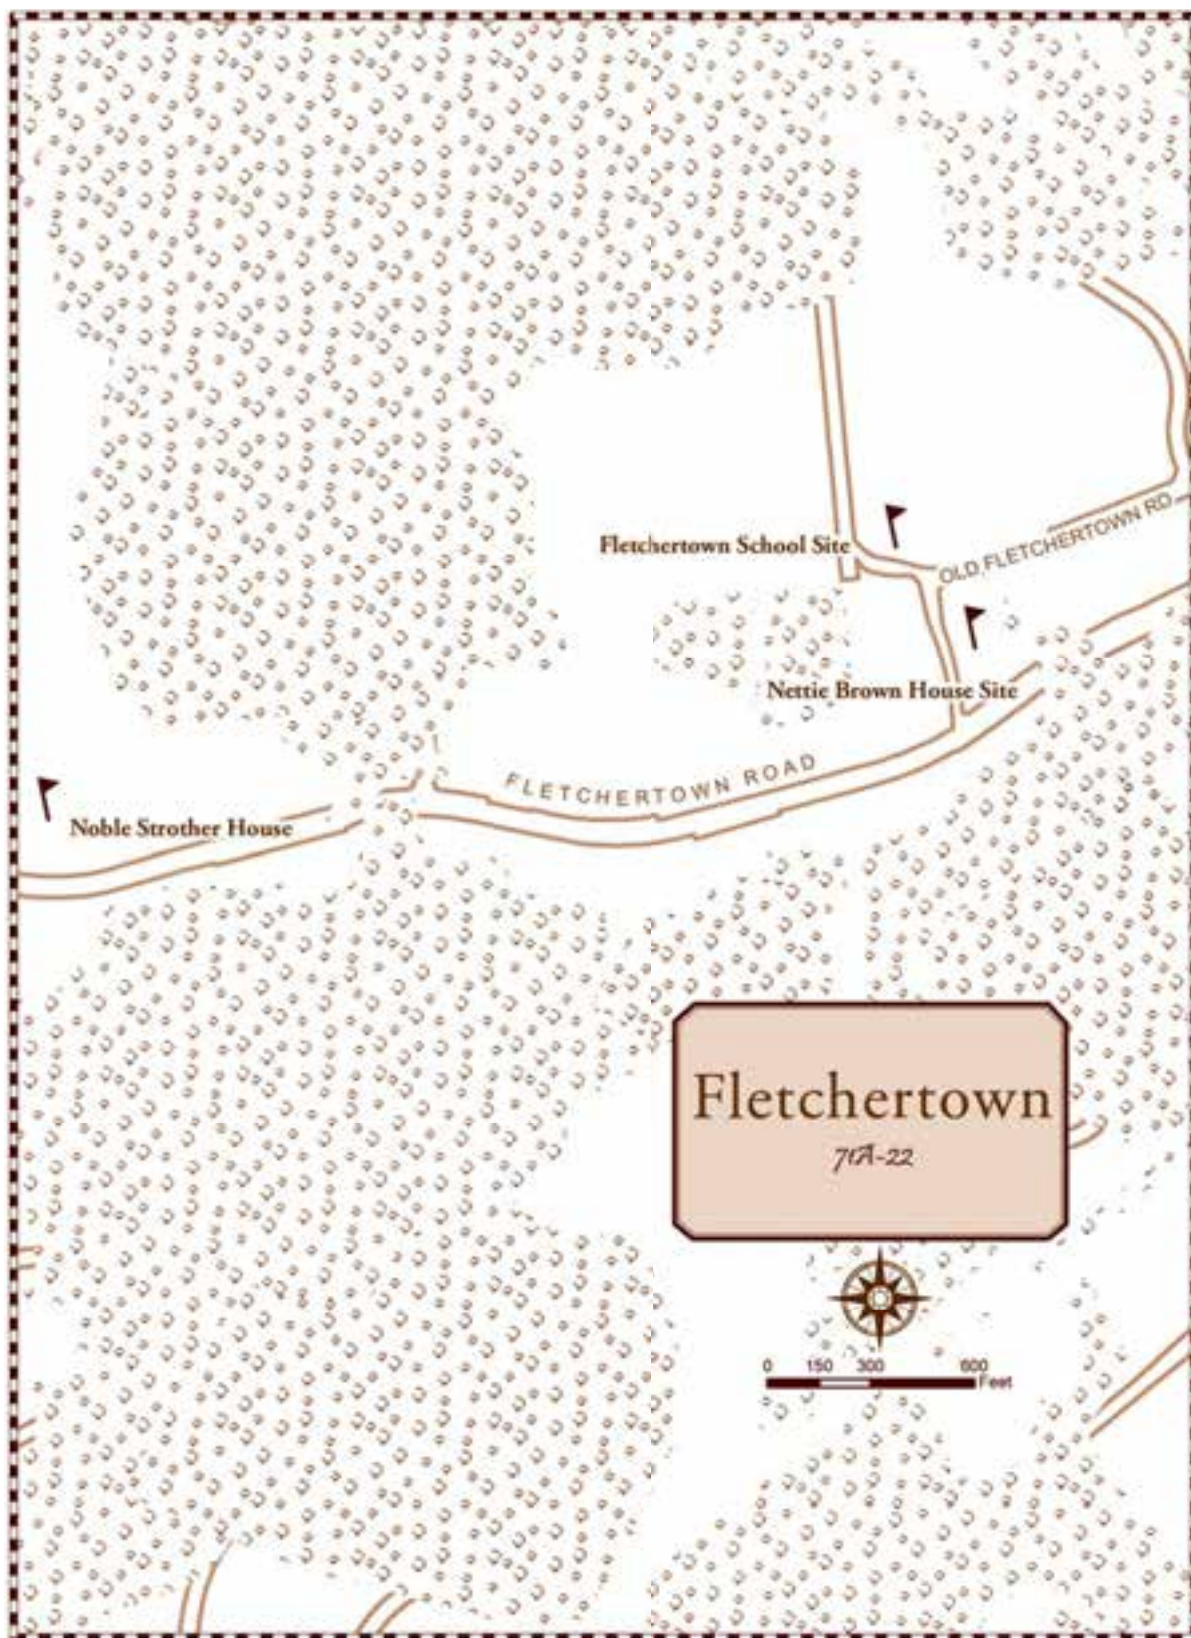 Fletchertown School Site
OLD FLETCHERTOWN RD.
Nettie Brown House Site
FLETCHERTOWN ROAD
Noble Strother House
Fletchertown
71A-22
0 150 300 600
Feet